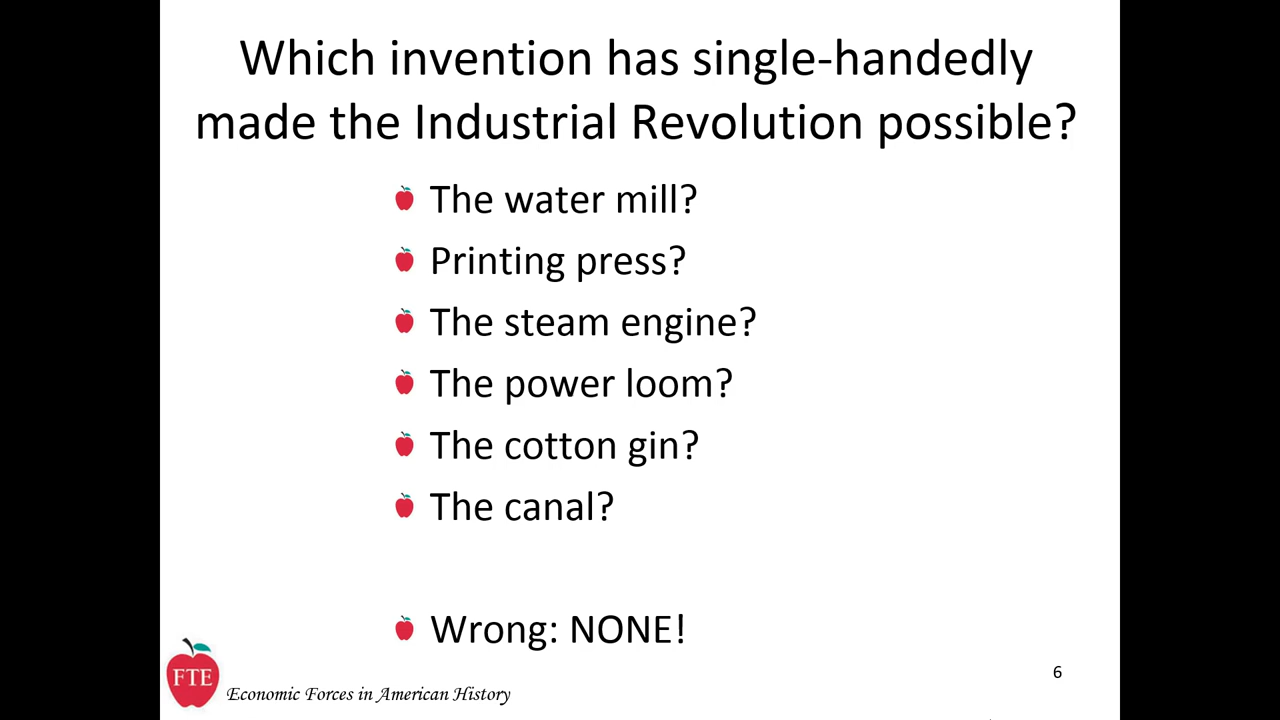 Which invention has single-handedly
made the Industrial Revolution possible?
The water mill?
Printing press?
The steam engine?
The power loom?
The cotton gin?
The canal?
Wrong: NONE!
FTE
Economic Forces in American History
6